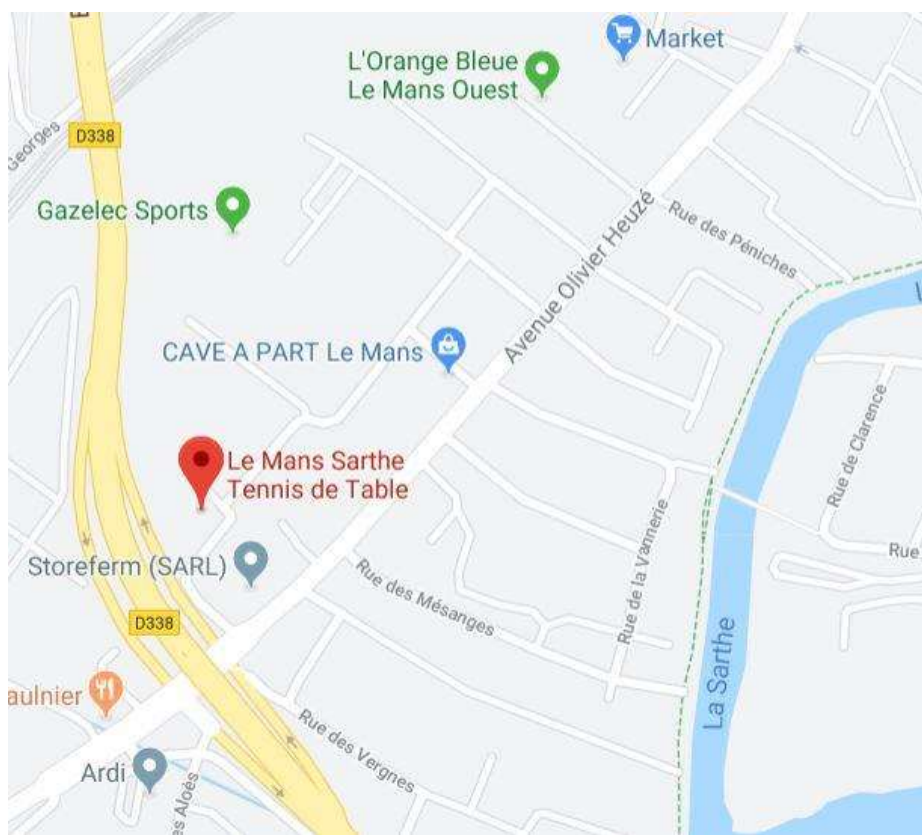 Market
L'Orange Bleue
Le Mans Ouest
D338
Georges
Gazelec Sports
Rue des Péniches
Avenue Olivier Heuzé
CAVE A PART Le Mans
Rue de Clarence
Le Mans Sarthe
Tennis de Table
Rue de la Vannerie
Rue
Storeferm (SARL)
Rue des Mésanges
D338
La Sarthe
aulnier
Rue des Vergnes
Ardi
es Aloès